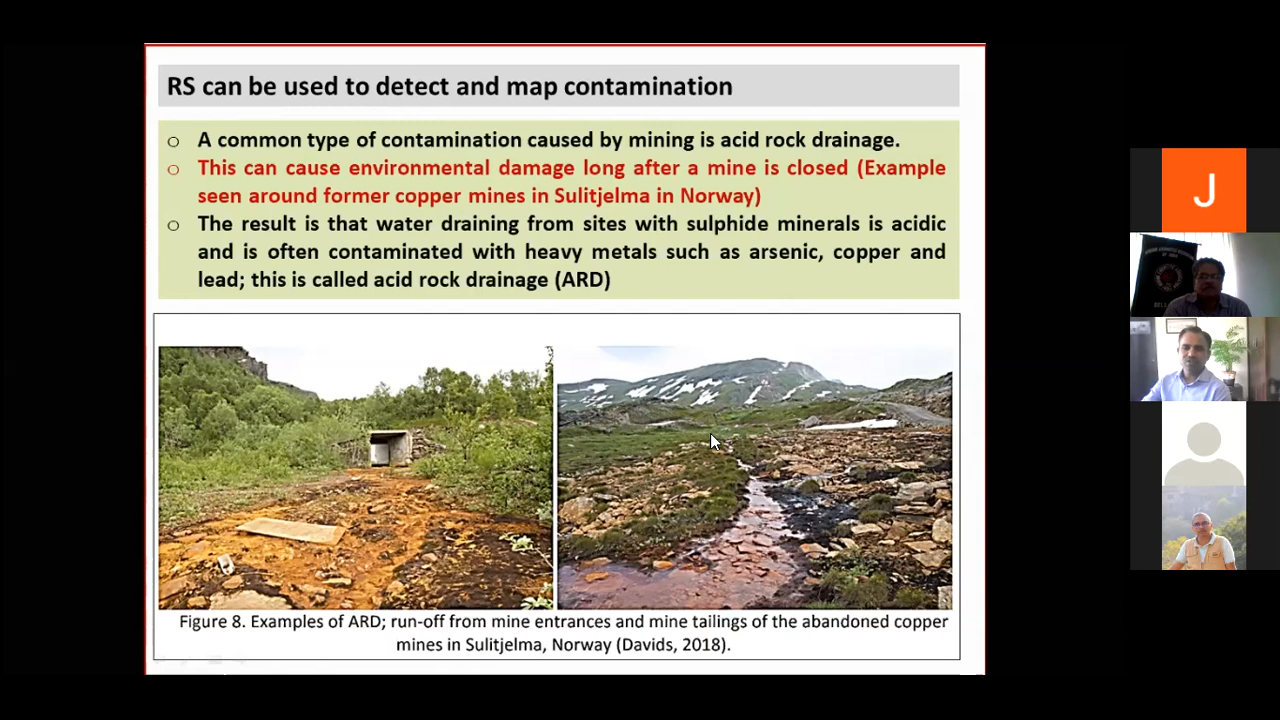 RS can be used to detect and map contamination
o A common type of contamination caused by mining is acid rock drainage.
o This can cause environmental damage long after a mine is closed (Example
seen around former copper mines in Sulitjelma in Norway)
o The result is that water draining from sites with sulphide minerals is acidic
and is often contaminated with heavy metals such as arsenic, copper and
lead; this is called acid rock drainage (ARD)
Figure 8. Examples of ARD; run-off from mine entrances and mine tailings of the abandoned copper
mines in Sulitjelma, Norway (Davids, 2018).
J